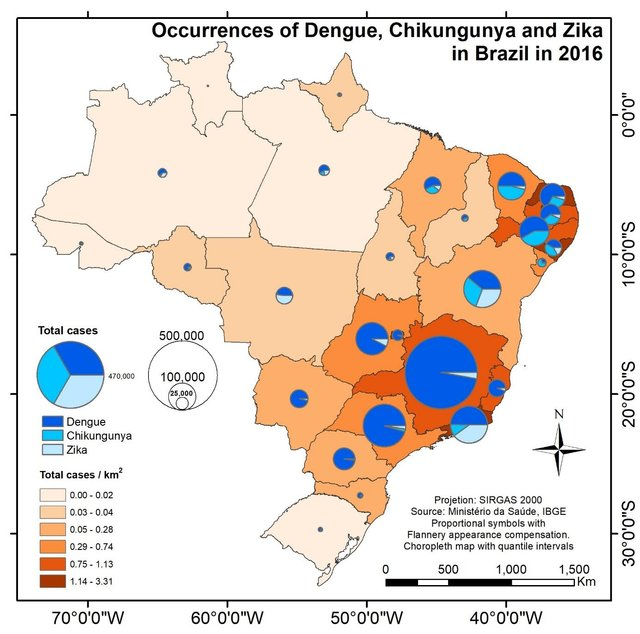 Occurrences of Dengue, Chikungunya and Zika
in Brazil in 2016
0°0'0"
10°0'0"S
20°0'0"S
30°0'0"S
Total cases
470,000
500,000
100,000
25,000
Dengue
Chikungunya
Zika
Total cases / km2
0.00 - 0.02
0.03 - 0.04
0.05 - 0.28
0.29 - 0.74
0.75 - 1.13
1.14 - 3.31
N
Projetion: SIRGAS 2000
Source: Ministério da Saúde, IBGE
Proportional symbols with
Flannery appearance compensation.
Choropleth map with quantile intervals
0 500 1,000 1,500
Km
70°0'0"W 60°0'0"W 50°0'0"W 40°0'0"W